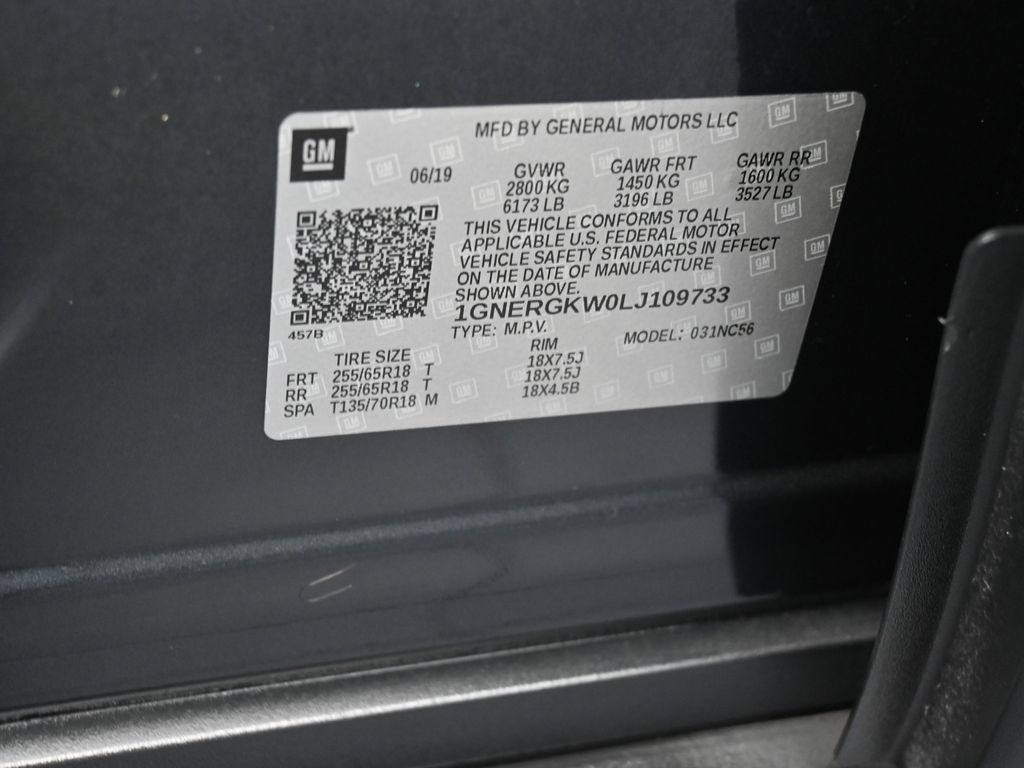 GM
MFD BY GENERAL MOTORS LLC
06/19 GVWR GAWR FRT GAWR RR
2800 KG 1450 KG 1600 KG
6173 LB 3196 LB 3527 LB
THIS VEHICLE CONFORMS TO ALL
APPLICABLE U.S. FEDERAL MOTOR
VEHICLE SAFETY STANDARDS IN EFFECT
ON THE DATE OF MANUFACTURE
SHOWN ABOVE.
1GNERGKW0LJ109733
457B
TYPE: M.P.V. MODEL: 031NC56
TIRE SIZE RIM
FRT 255/65R18 T 18X7.5J
RR 255/65R18 T 18X7.5J
SPA T135/70R18 M 18X4.5B